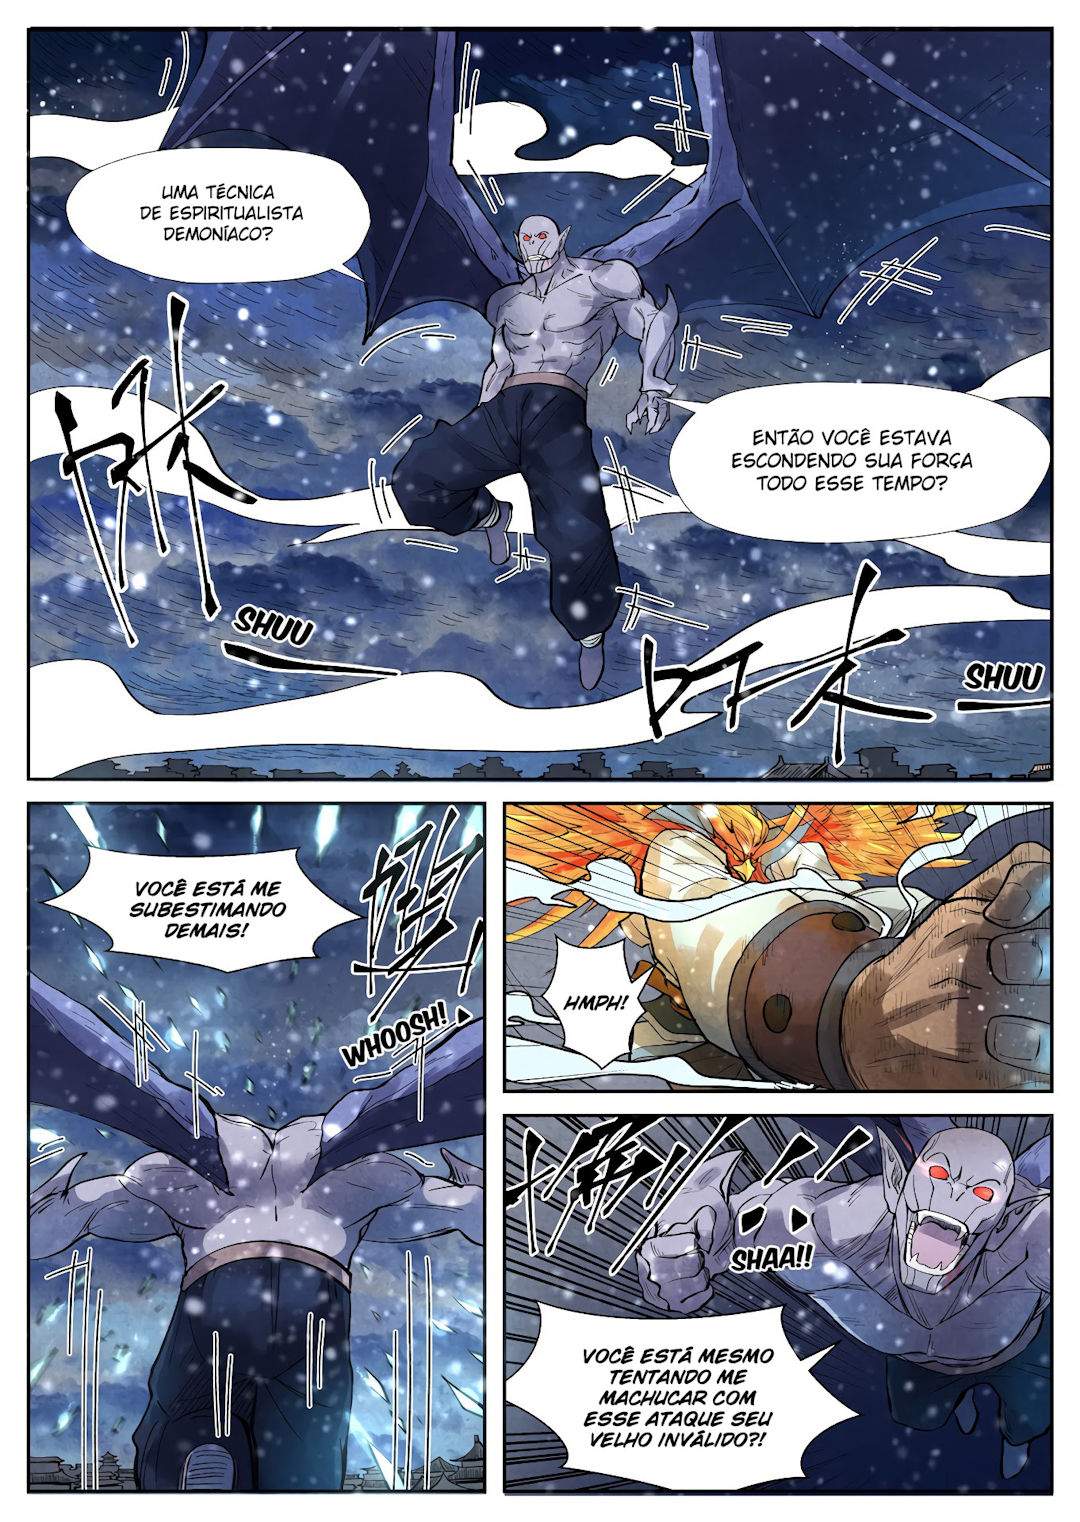 UMA TÉCNICA
DE ESPIRITUALISTA
DEMONÍACO?
ENTÃO VOCÊ ESTAVA
ESCONDENDO SUA FORÇA
TODO ESSE TEMPO?
SHUU
SHUU
VOCÊ ESTÁ ME
SUBESTIMANDO
DEMAIS!
WHOOSH!
HMPH!
SHAA!!
VOCÊ ESTÁ MESMO
TENTANDO ME
MACHUCAR COM
ESSE ATAQUE SEU
VELHO INVÁLIDO?!